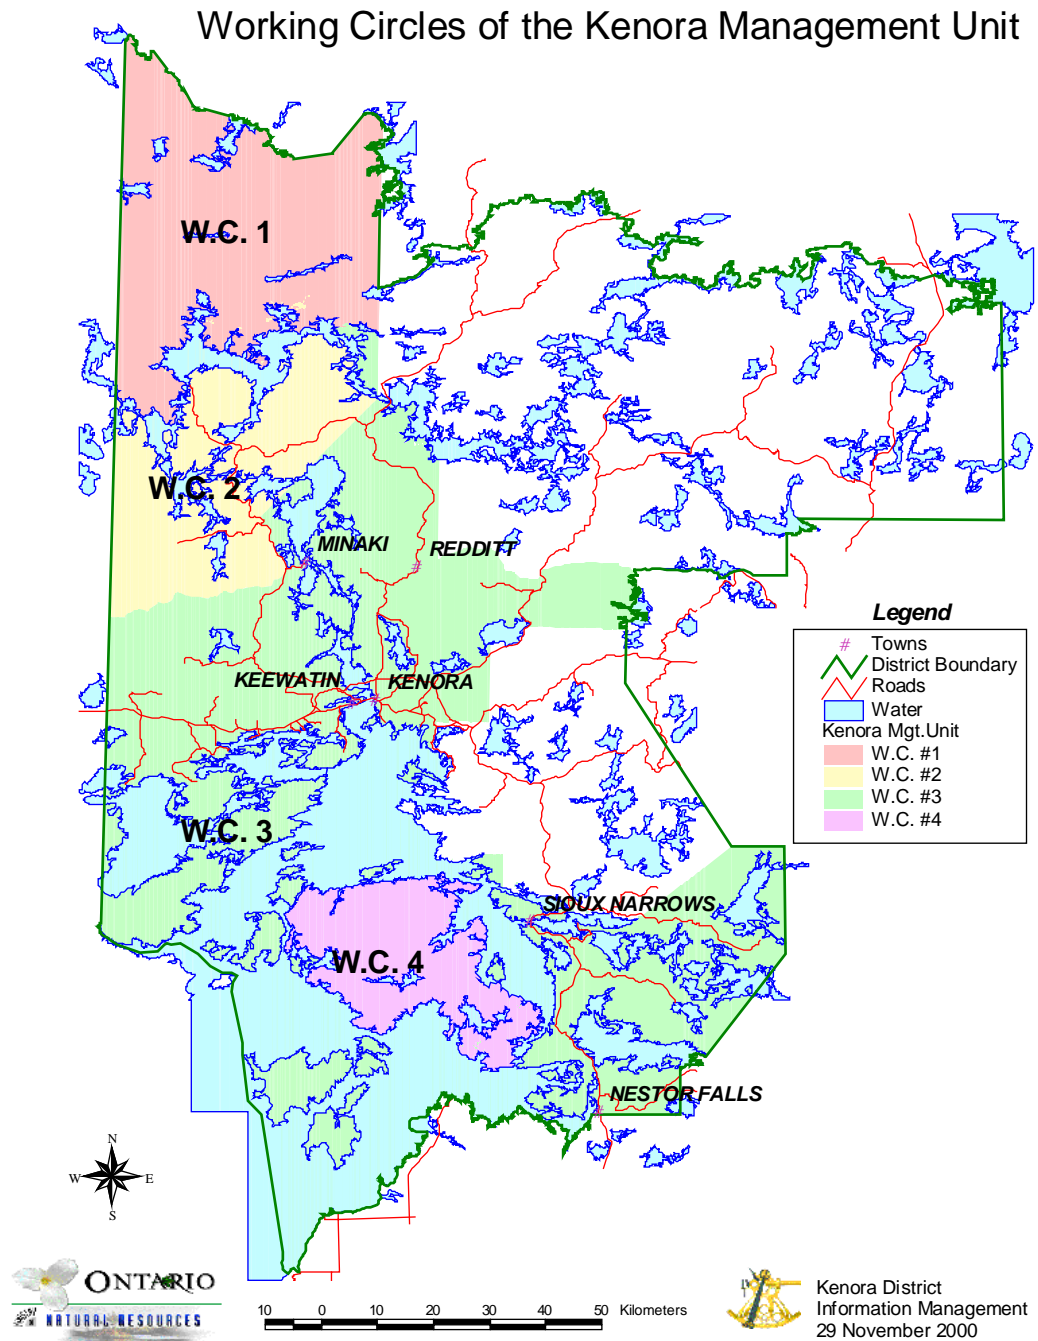 Working Circles of the Kenora Management Unit
W.C. 1
W.C. 2
MINAKI
REDDITT
KEEWATIN
KENORA
W.C. 3
SIOUX NARROWS
W.C. 4
NESTOR FALLS
Legend
# Towns
District Boundary
Roads
Water
Kenora Mgt.Unit
W.C. #1
W.C. #2
W.C. #3
W.C. #4
N
W E
S
ONTARIO
NATURAL RESOURCES
10 0 10 20 30 40 50 Kilometers
Kenora District
Information Management
29 November 2000